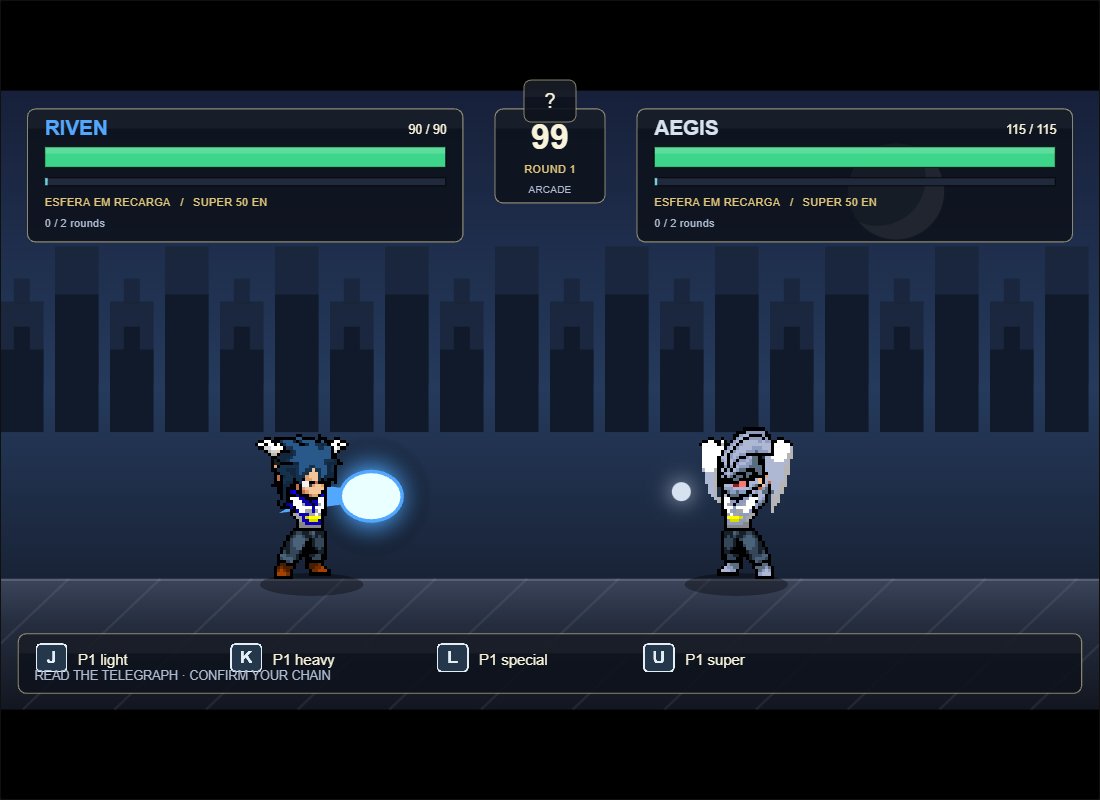 ?
RIVEN
90 / 90
ESFERA EM RECARGA / SUPER 50 EN
0 / 2 rounds
99
ROUND 1
ARCADE
AEGIS
115 / 115
ESFERA EM RECARGA / SUPER 50 EN
0 / 2 rounds
J P1 light K P1 heavy L P1 special U P1 super
READ THE TELEGRAPH · CONFIRM YOUR CHAIN